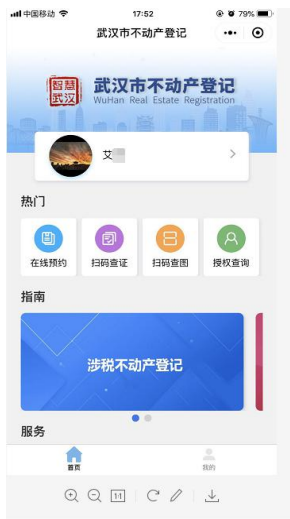 中国移动 17:52 79%
武汉市不动产登记
智慧武汉 武汉市不动产登记
WuHan Real Estate Registration
艾
热门
在线预约 扫码查证 扫码查图 授权查询
指南
涉税不动产登记
服务
首页 我的
1:1